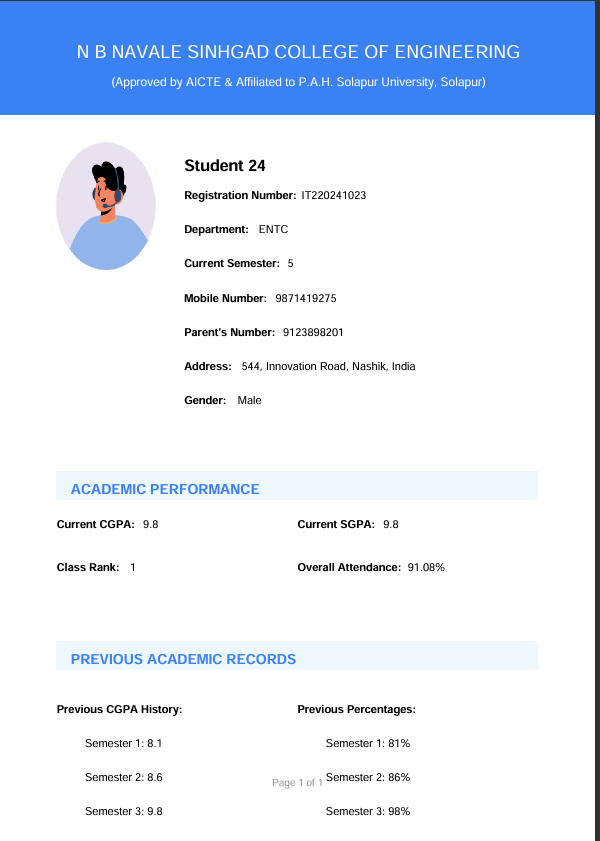 N B NAVALE SINHGAD COLLEGE OF ENGINEERING
(Approved by AICTE & Affiliated to P.A.H. Solapur University, Solapur)
Student 24
Registration Number: IT220241023
Department: ENTC
Current Semester: 5
Mobile Number: 9871419275
Parent's Number: 9123898201
Address: 544, Innovation Road, Nashik, India
Gender: Male
ACADEMIC PERFORMANCE
Current CGPA: 9.8 Current SGPA: 9.8
Class Rank: 1 Overall Attendance: 91.08%
PREVIOUS ACADEMIC RECORDS
Previous CGPA History: Previous Percentages:
Semester 1: 8.1 Semester 1: 81%
Semester 2: 8.6 Semester 2: 86%
Page 1 of 1
Semester 3: 9.8 Semester 3: 98%